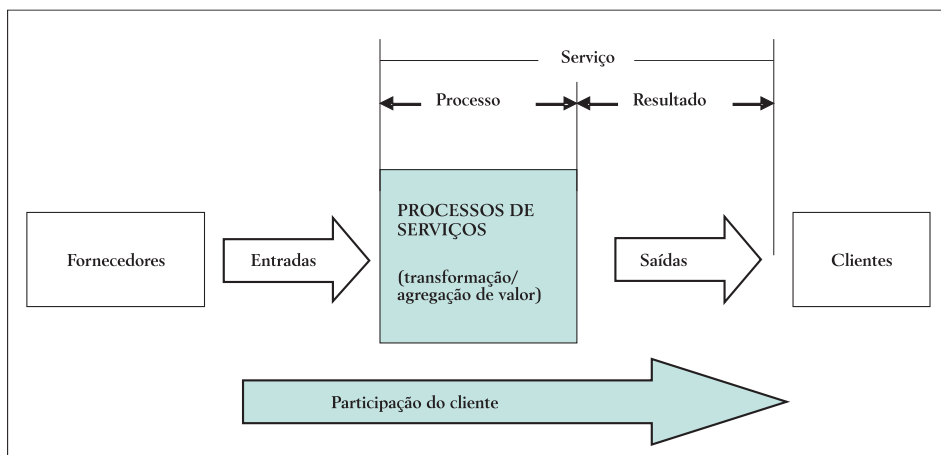 Serviço
Processo
Resultado
PROCESSOS DE
SERVIÇOS
(transformação/
agregação de valor)
Fornecedores
Entradas
Saídas
Clientes
Participação do cliente